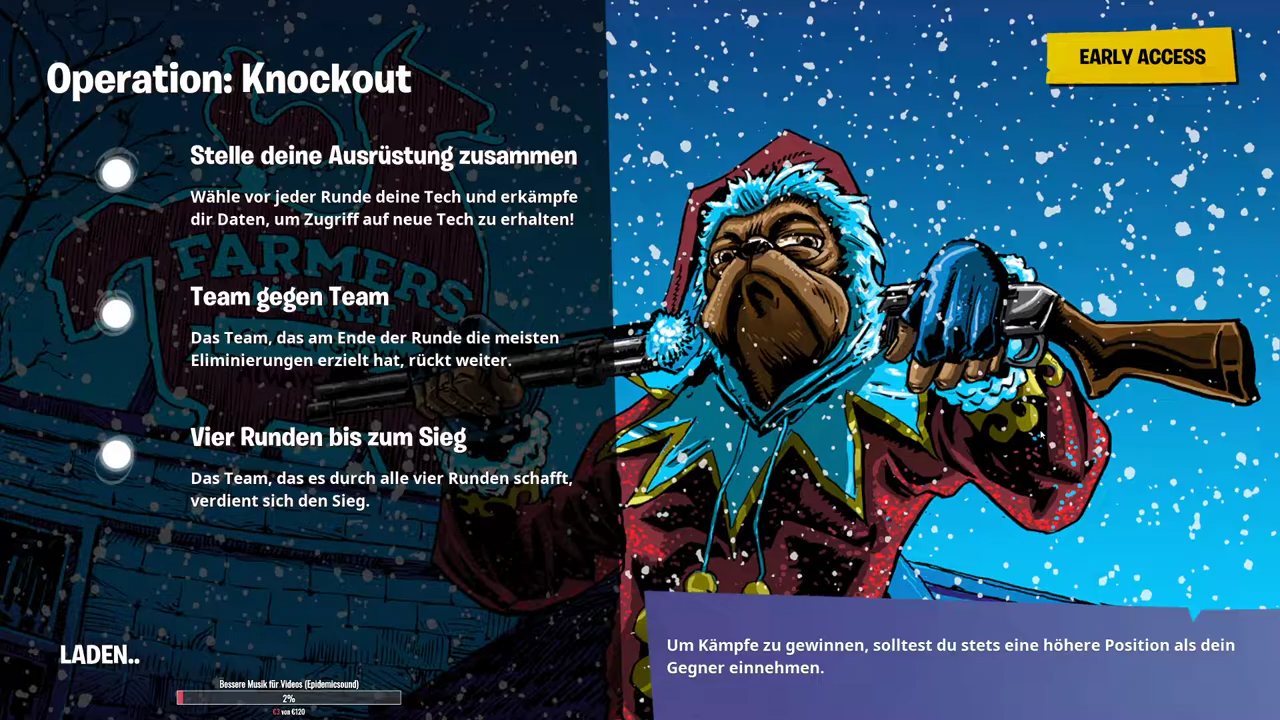 EARLY ACCESS
Operation: Knockout
Stelle deine Ausrüstung zusammen
Wähle vor jeder Runde deine Tech und erkämpfe
dir Daten, um Zugriff auf neue Tech zu erhalten!
FARMERS
MARKET
Team gegen Team
Das Team, das am Ende der Runde die meisten
Eliminierungen erzielt hat, rückt weiter.
Vier Runden bis zum Sieg
Das Team, das es durch alle vier Runden schafft,
verdient sich den Sieg.
Um Kämpfe zu gewinnen, solltest du stets eine höhere Position als dein
Gegner einnehmen.
LADEN..
Bessere Musik für Videos (Epidemicsound)
2%
€3 von €120